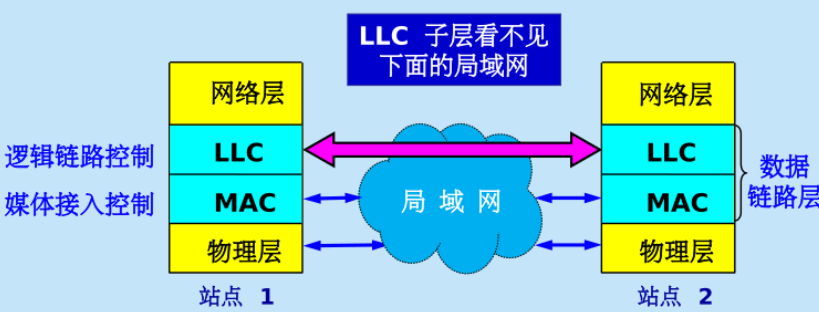 LLC 子层看不见
下面的局域网
网络层
网络层
逻辑链路控制
LLC
LLC
数据
链路层
媒体接入控制
MAC
局 域 网
MAC
物理层
物理层
站点 1
站点 2